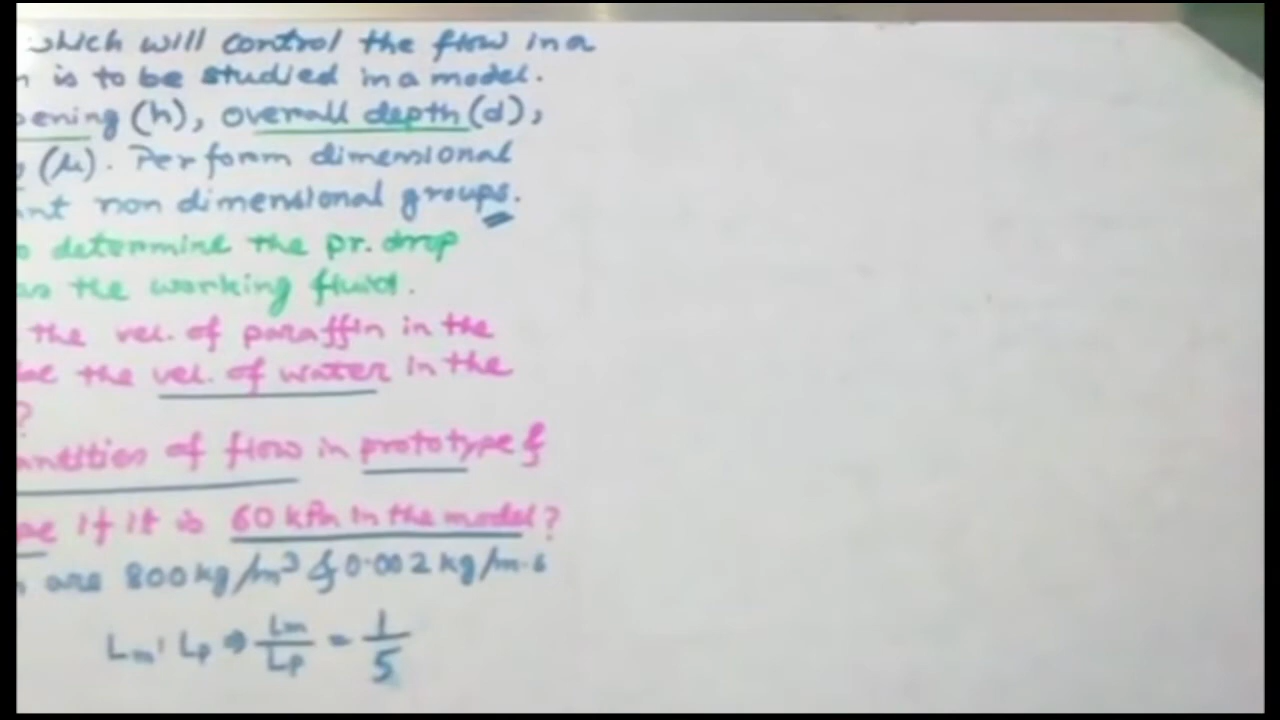 which will control the flow in a
n is to be studied in a model.
pening (h), overall depth (d),
(μ). Perform dimensional
ant non dimensional groups.
o determine the pr. drop
as the working fluid.
the vel. of paraffin in the
be the vel. of water in the
?
antities of flow in prototype &
pe if it is 60 kPa in the model?
n are 800 kg/m³ & 0.002 kg/m-s
Lm : Lp ⇒ Lm/Lp = 1/5